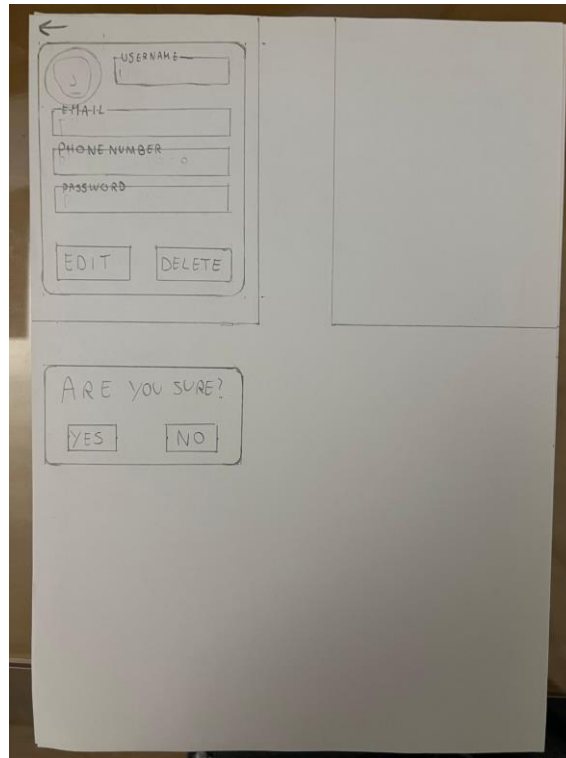 USERNAME
EMAIL
PHONE NUMBER
PASSWORD
EDIT DELETE
ARE YOU SURE?
YES NO